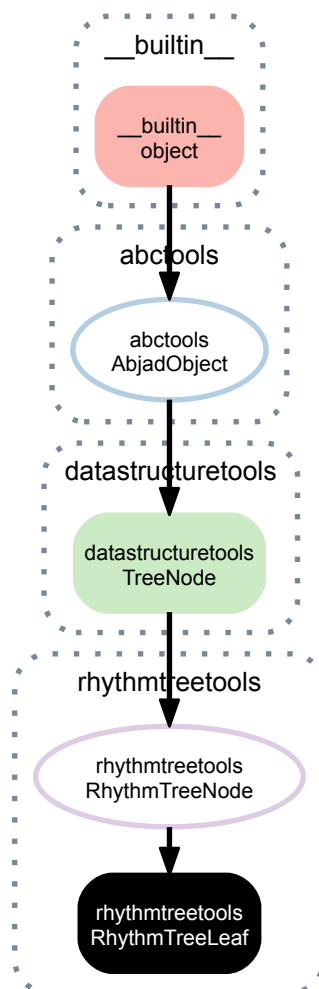 __builtin__
__builtin__
object
abctools
abctools
AbjadObject
datastructuretools
datastructuretools
TreeNode
rhythmtreetools
rhythmtreetools
RhythmTreeNode
rhythmtreetools
RhythmTreeLeaf